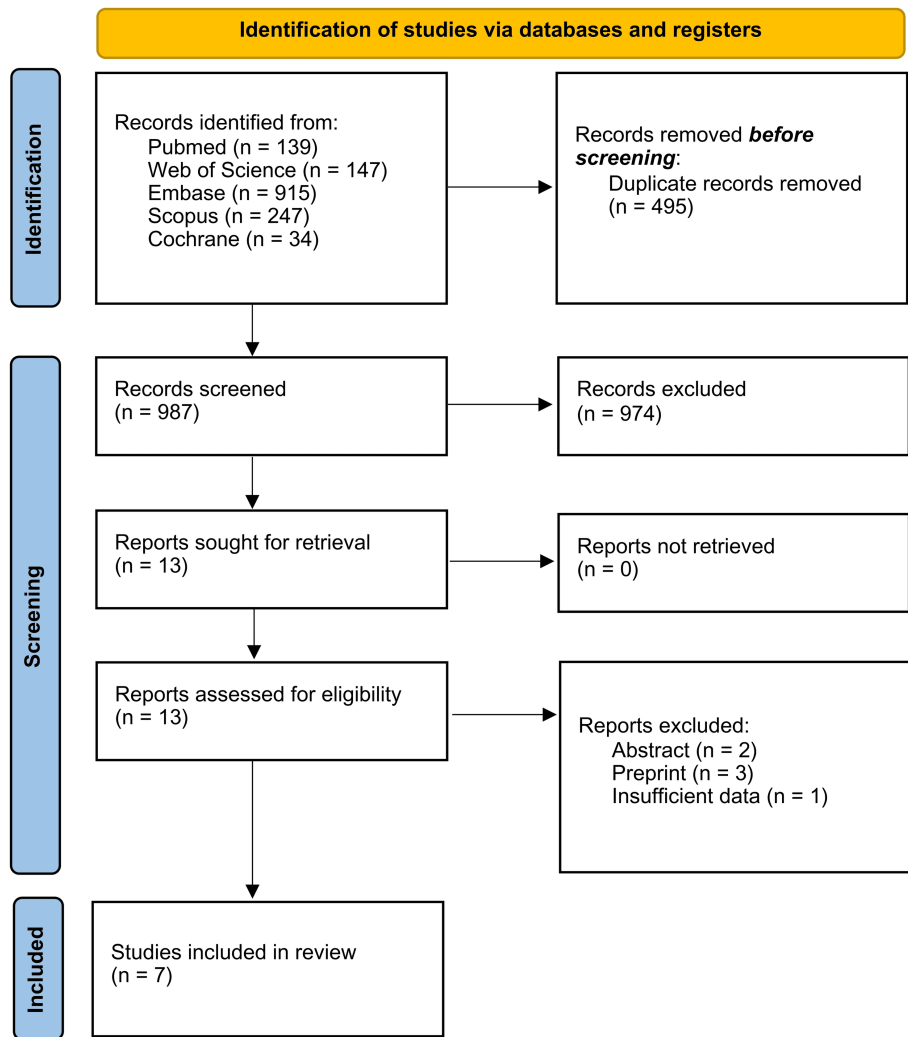 Identification of studies via databases and registers
Identification
Records identified from:
Pubmed (n = 139)
Web of Science (n = 147)
Embase (n = 915)
Scopus (n = 247)
Cochrane (n = 34)
Records removed before
screening:
Duplicate records removed
(n = 495)
Screening
Records screened
(n = 987)
Records excluded
(n = 974)
Reports sought for retrieval
(n = 13)
Reports not retrieved
(n = 0)
Reports assessed for eligibility
(n = 13)
Reports excluded:
Abstract (n = 2)
Preprint (n = 3)
Insufficient data (n = 1)
Included
Studies included in review
(n = 7)